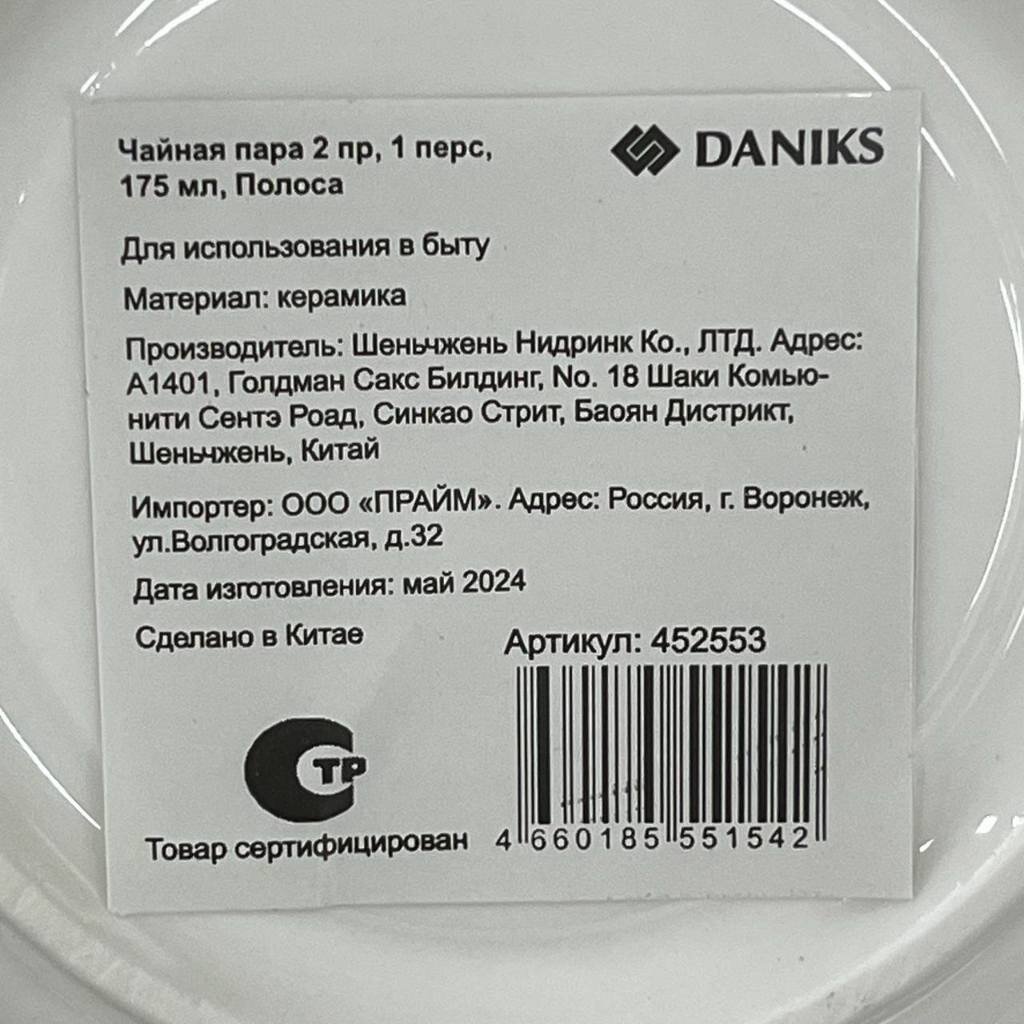 DANIKS
Чайная пара 2 пр, 1 перс,
175 мл, Полоса
Для использования в быту
Материал: керамика
Производитель: Шеньчжень Нидринк Ко., ЛТД. Адрес:
А1401, Голдман Сакс Билдинг, No. 18 Шаки Комью-
нити Сентэ Роад, Синкао Стрит, Баоян Дистрикт,
Шеньчжень, Китай
Импортер: ООО «ПРАЙМ». Адрес: Россия, г. Воронеж,
ул.Волгоградская, д.32
Дата изготовления: май 2024
Сделано в Китае
Артикул: 452553
ТР
Товар сертифицирован
4 660185 551542